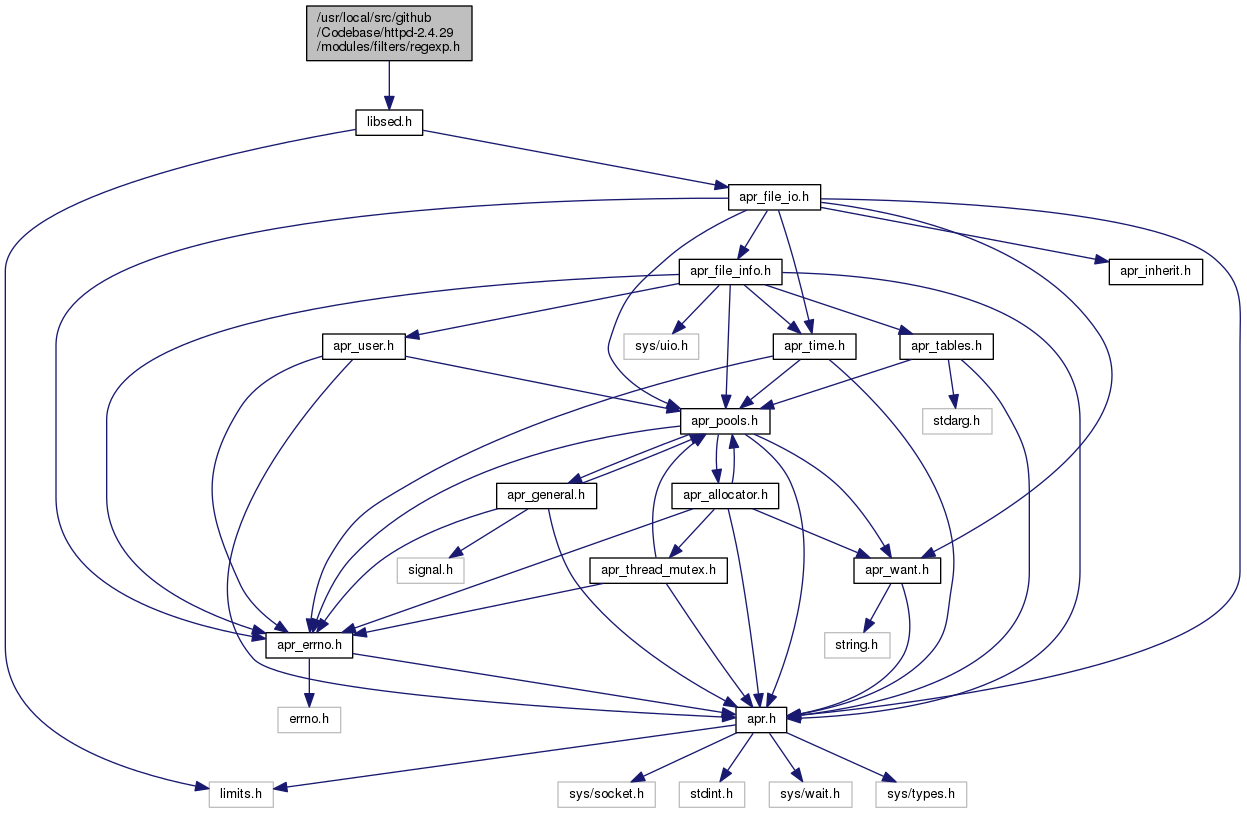 /usr/local/src/github
/Codebase/httpd-2.4.29
/modules/filters/regexp.h
libsed.h
apr_file_io.h
apr_file_info.h
apr_inherit.h
apr_user.h
sys/uio.h
apr_time.h
apr_tables.h
apr_pools.h
stdarg.h
apr_general.h
apr_allocator.h
signal.h
apr_thread_mutex.h
apr_want.h
apr_errno.h
string.h
errno.h
apr.h
limits.h
sys/socket.h
stdint.h
sys/wait.h
sys/types.h